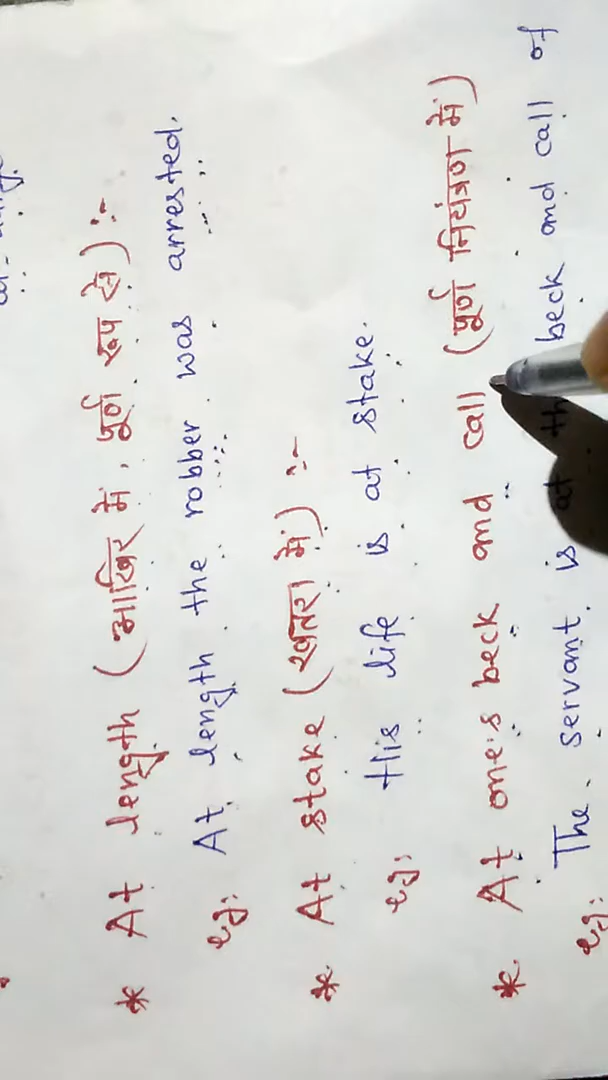 * At length (आखिर में, पूर्ण रूप से) :-
eg: At length the robber was arrested.
* At stake (खतरा में) :-
eg: His life is at stake.
* At one's beck and call (पूर्ण नियंत्रण में)
eg: The servant is at beck and call of